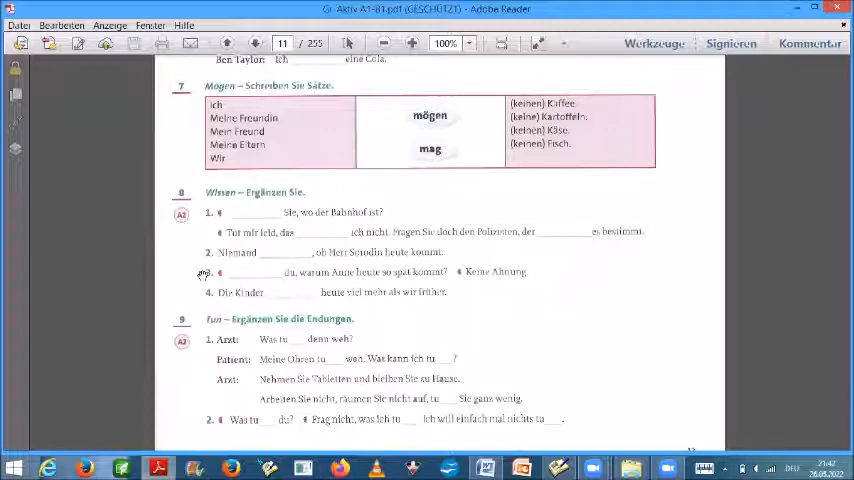 Gr. Aktiv A1-B1.pdf (GESCHÜTZT) - Adobe Reader
Datei Bearbeiten Anzeige Fenster Hilfe
11 / 255 100% Werkzeuge Signieren Kommentar
Ben Taylor: Ich eine Cola.
7 Mögen – Schreiben Sie Sätze.
Ich
Meine Freundin
Mein Freund
Meine Eltern
Wir
mögen
mag
(keinen) Kaffee.
(keine) Kartoffeln.
(keinen) Käse.
(keinen) Fisch.
8 Wissen – Ergänzen Sie.
A2
1. Sie, wo der Bahnhof ist?
Tut mir leid, das ich nicht. Fragen Sie doch den Polizisten, der es bestimmt.
2. Niemand , ob Herr Sorodin heute kommt.
3. du, warum Anne heute so spät kommt? Keine Ahnung.
4. Die Kinder heute viel mehr als wir früher.
9 Tun – Ergänzen Sie die Endungen.
A2
1. Arzt: Was tu denn weh?
Patient: Meine Ohren tu weh. Was kann ich tu ?
Arzt: Nehmen Sie Tabletten und bleiben Sie zu Hause.
Arbeiten Sie nicht, räumen Sie nicht auf, tu Sie ganz wenig.
2. Was tu du? Frag nicht, was ich tu Ich will einfach mal nichts tu .
DEU
21:42
26.03.2022